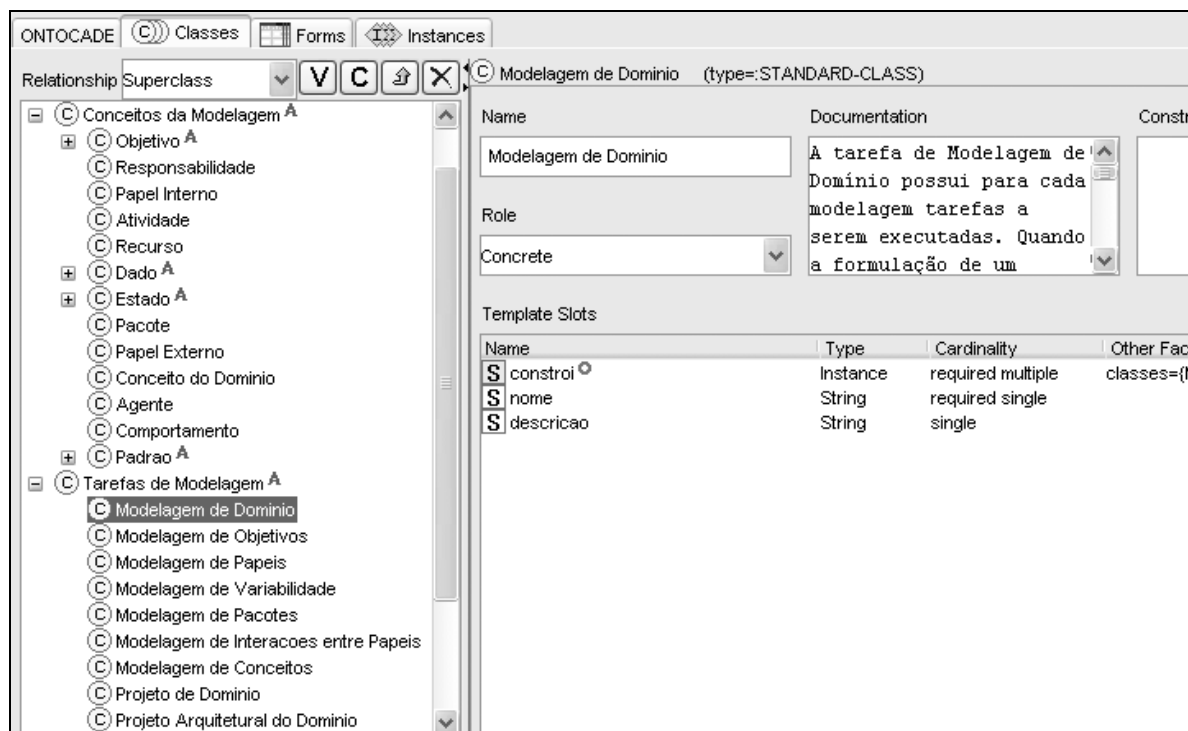 ONTOCADE C Classes Forms I Instances
Relationship Superclass V C X
C Conceitos da Modelagem A
C Objetivo A
C Responsabilidade
C Papel Interno
C Atividade
C Recurso
C Dado A
C Estado A
C Pacote
C Papel Externo
C Conceito do Dominio
C Agente
C Comportamento
C Padrao A
C Tarefas de Modelagem A
C Modelagem de Dominio
C Modelagem de Objetivos
C Modelagem de Papeis
C Modelagem de Variabilidade
C Modelagem de Pacotes
C Modelagem de Interacoes entre Papeis
C Modelagem de Conceitos
C Projeto de Dominio
C Projeto Arquitetural do Dominio
C Modelagem de Dominio (type=:STANDARD-CLASS)
Name
Modelagem de Dominio
Role
Concrete
Documentation
A tarefa de Modelagem de
Domínio possui para cada
modelagem tarefas a
serem executadas. Quando
a formulação de um
Constr
Template Slots
Name Type Cardinality Other Fac
S constroi Instance required multiple classes={
S nome String required single
S descricao String single